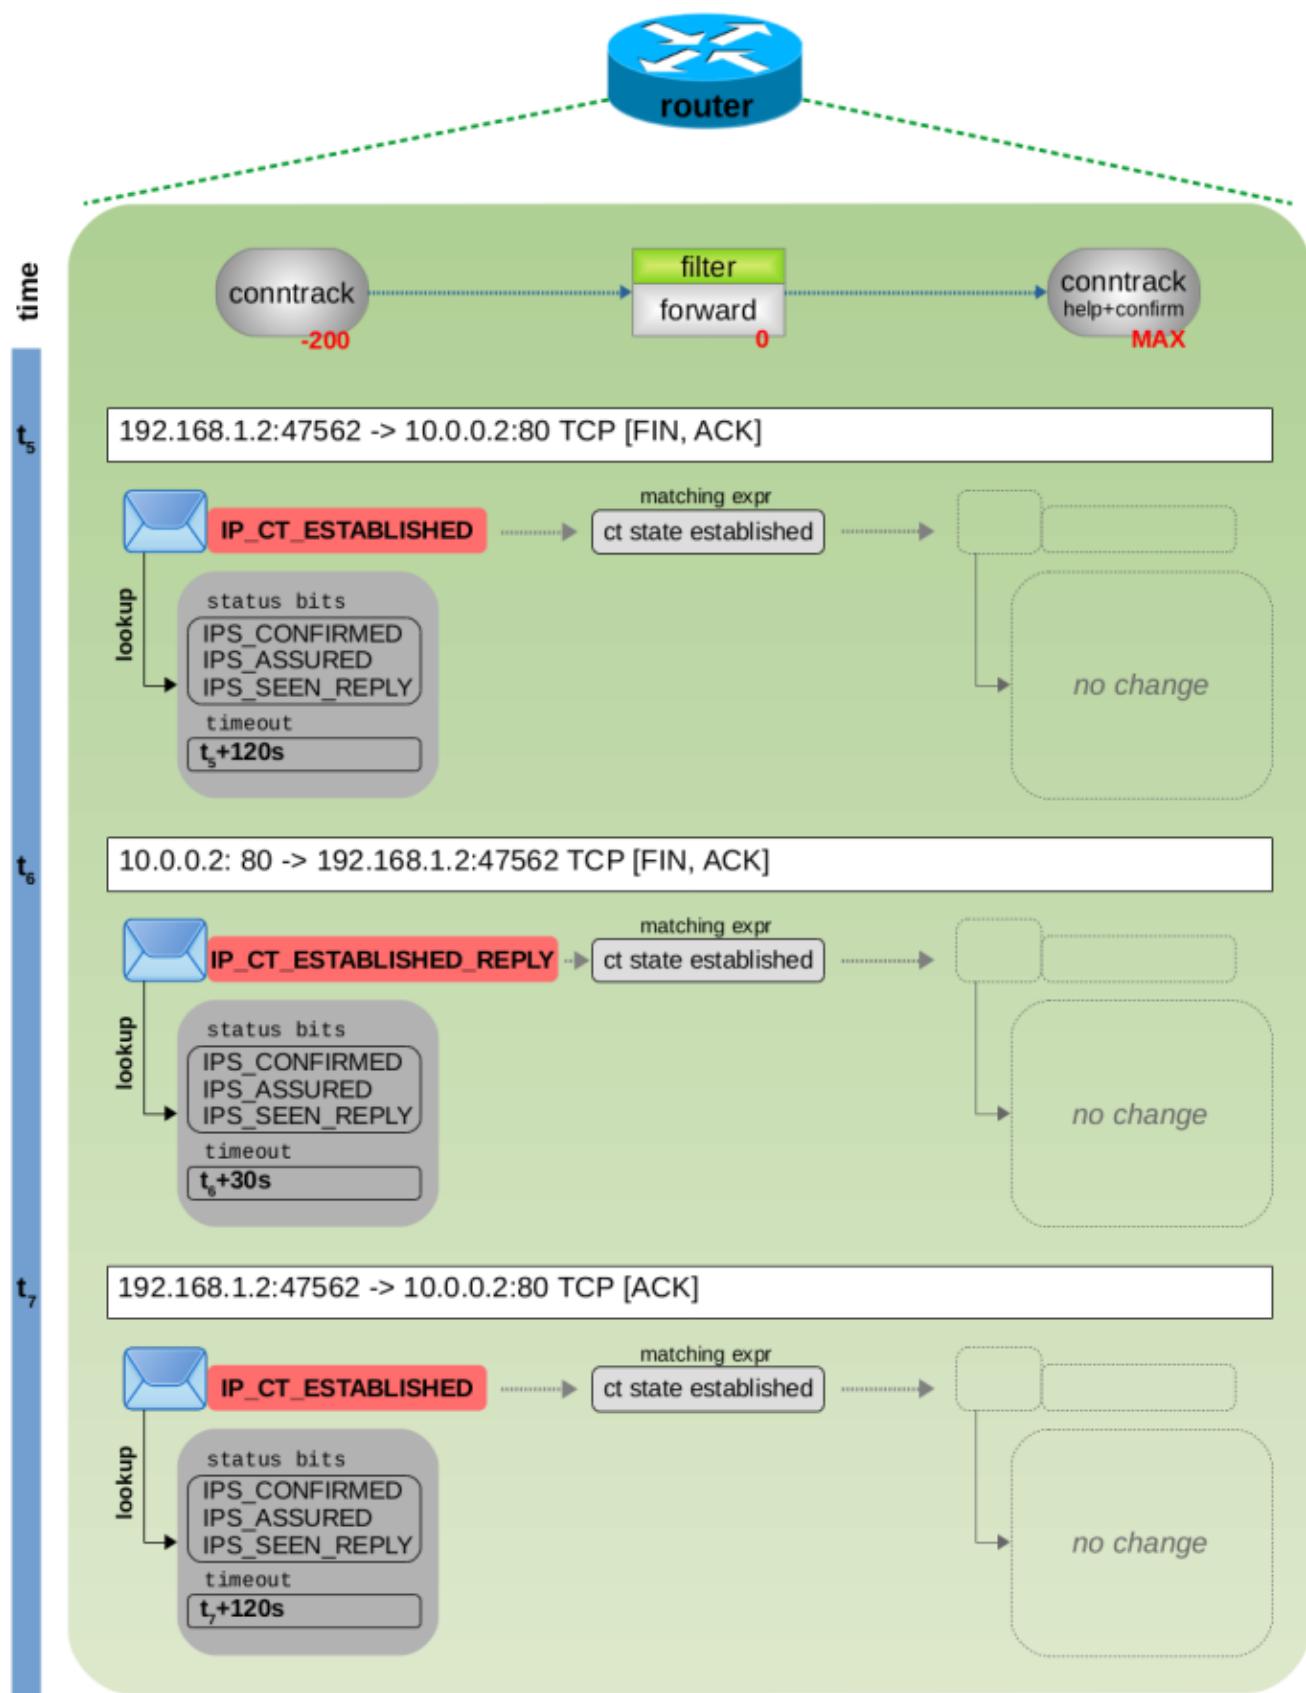 router
time
conntrack
-200
filter
forward
0
conntrack
help+confirm
MAX
t5
192.168.1.2:47562 -> 10.0.0.2:80 TCP [FIN, ACK]
IP_CT_ESTABLISHED
matching expr
ct state established
lookup
status bits
IPS_CONFIRMED
IPS_ASSURED
IPS_SEEN_REPLY
timeout
t5+120s
no change
t6
10.0.0.2: 80 -> 192.168.1.2:47562 TCP [FIN, ACK]
IP_CT_ESTABLISHED_REPLY
matching expr
ct state established
lookup
status bits
IPS_CONFIRMED
IPS_ASSURED
IPS_SEEN_REPLY
timeout
t6+30s
no change
t7
192.168.1.2:47562 -> 10.0.0.2:80 TCP [ACK]
IP_CT_ESTABLISHED
matching expr
ct state established
lookup
status bits
IPS_CONFIRMED
IPS_ASSURED
IPS_SEEN_REPLY
timeout
t7+120s
no change